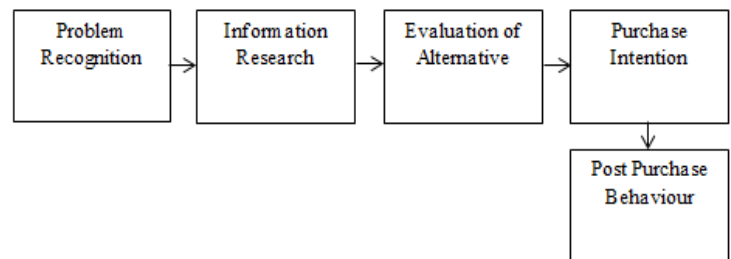 Problem
Recognition
Information
Research
Evaluation of
Alternative
Purchase
Intention
Post Purchase
Behaviour